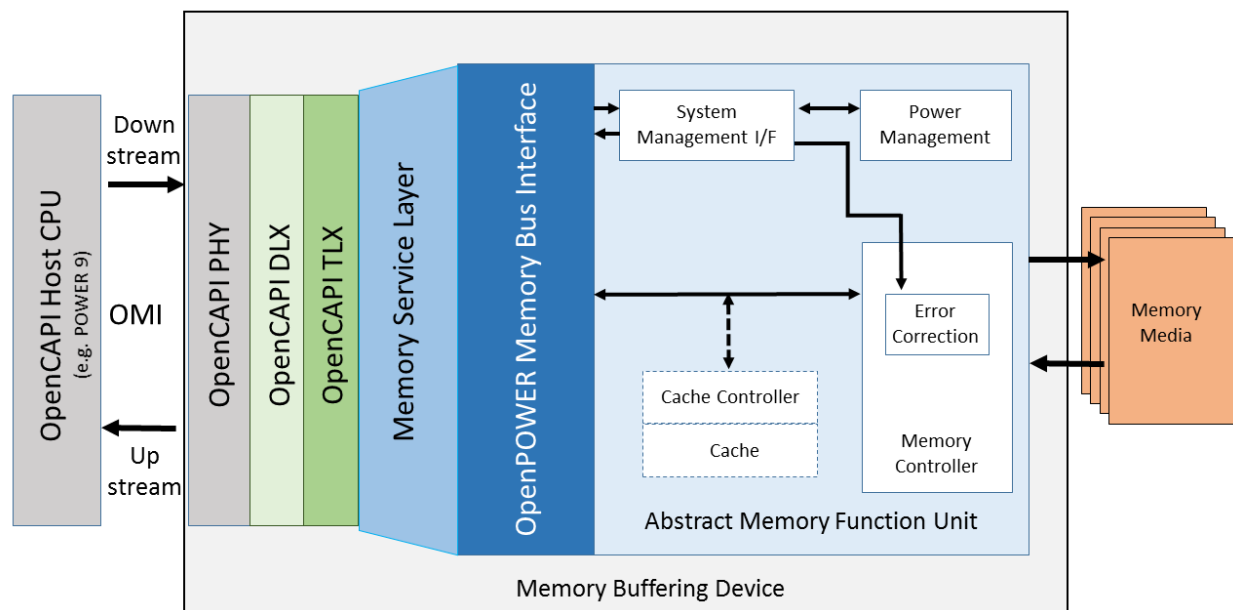 OpenCAPI Host CPU
(e.g. POWER 9)
Down
stream
OMI
Up
stream
OpenCAPI PHY
OpenCAPI DLX
OpenCAPI TLX
Memory Service Layer
OpenPOWER Memory Bus Interface
System
Management I/F
Power
Management
Error
Correction
Cache Controller
Cache
Memory
Controller
Abstract Memory Function Unit
Memory Buffering Device
Memory
Media